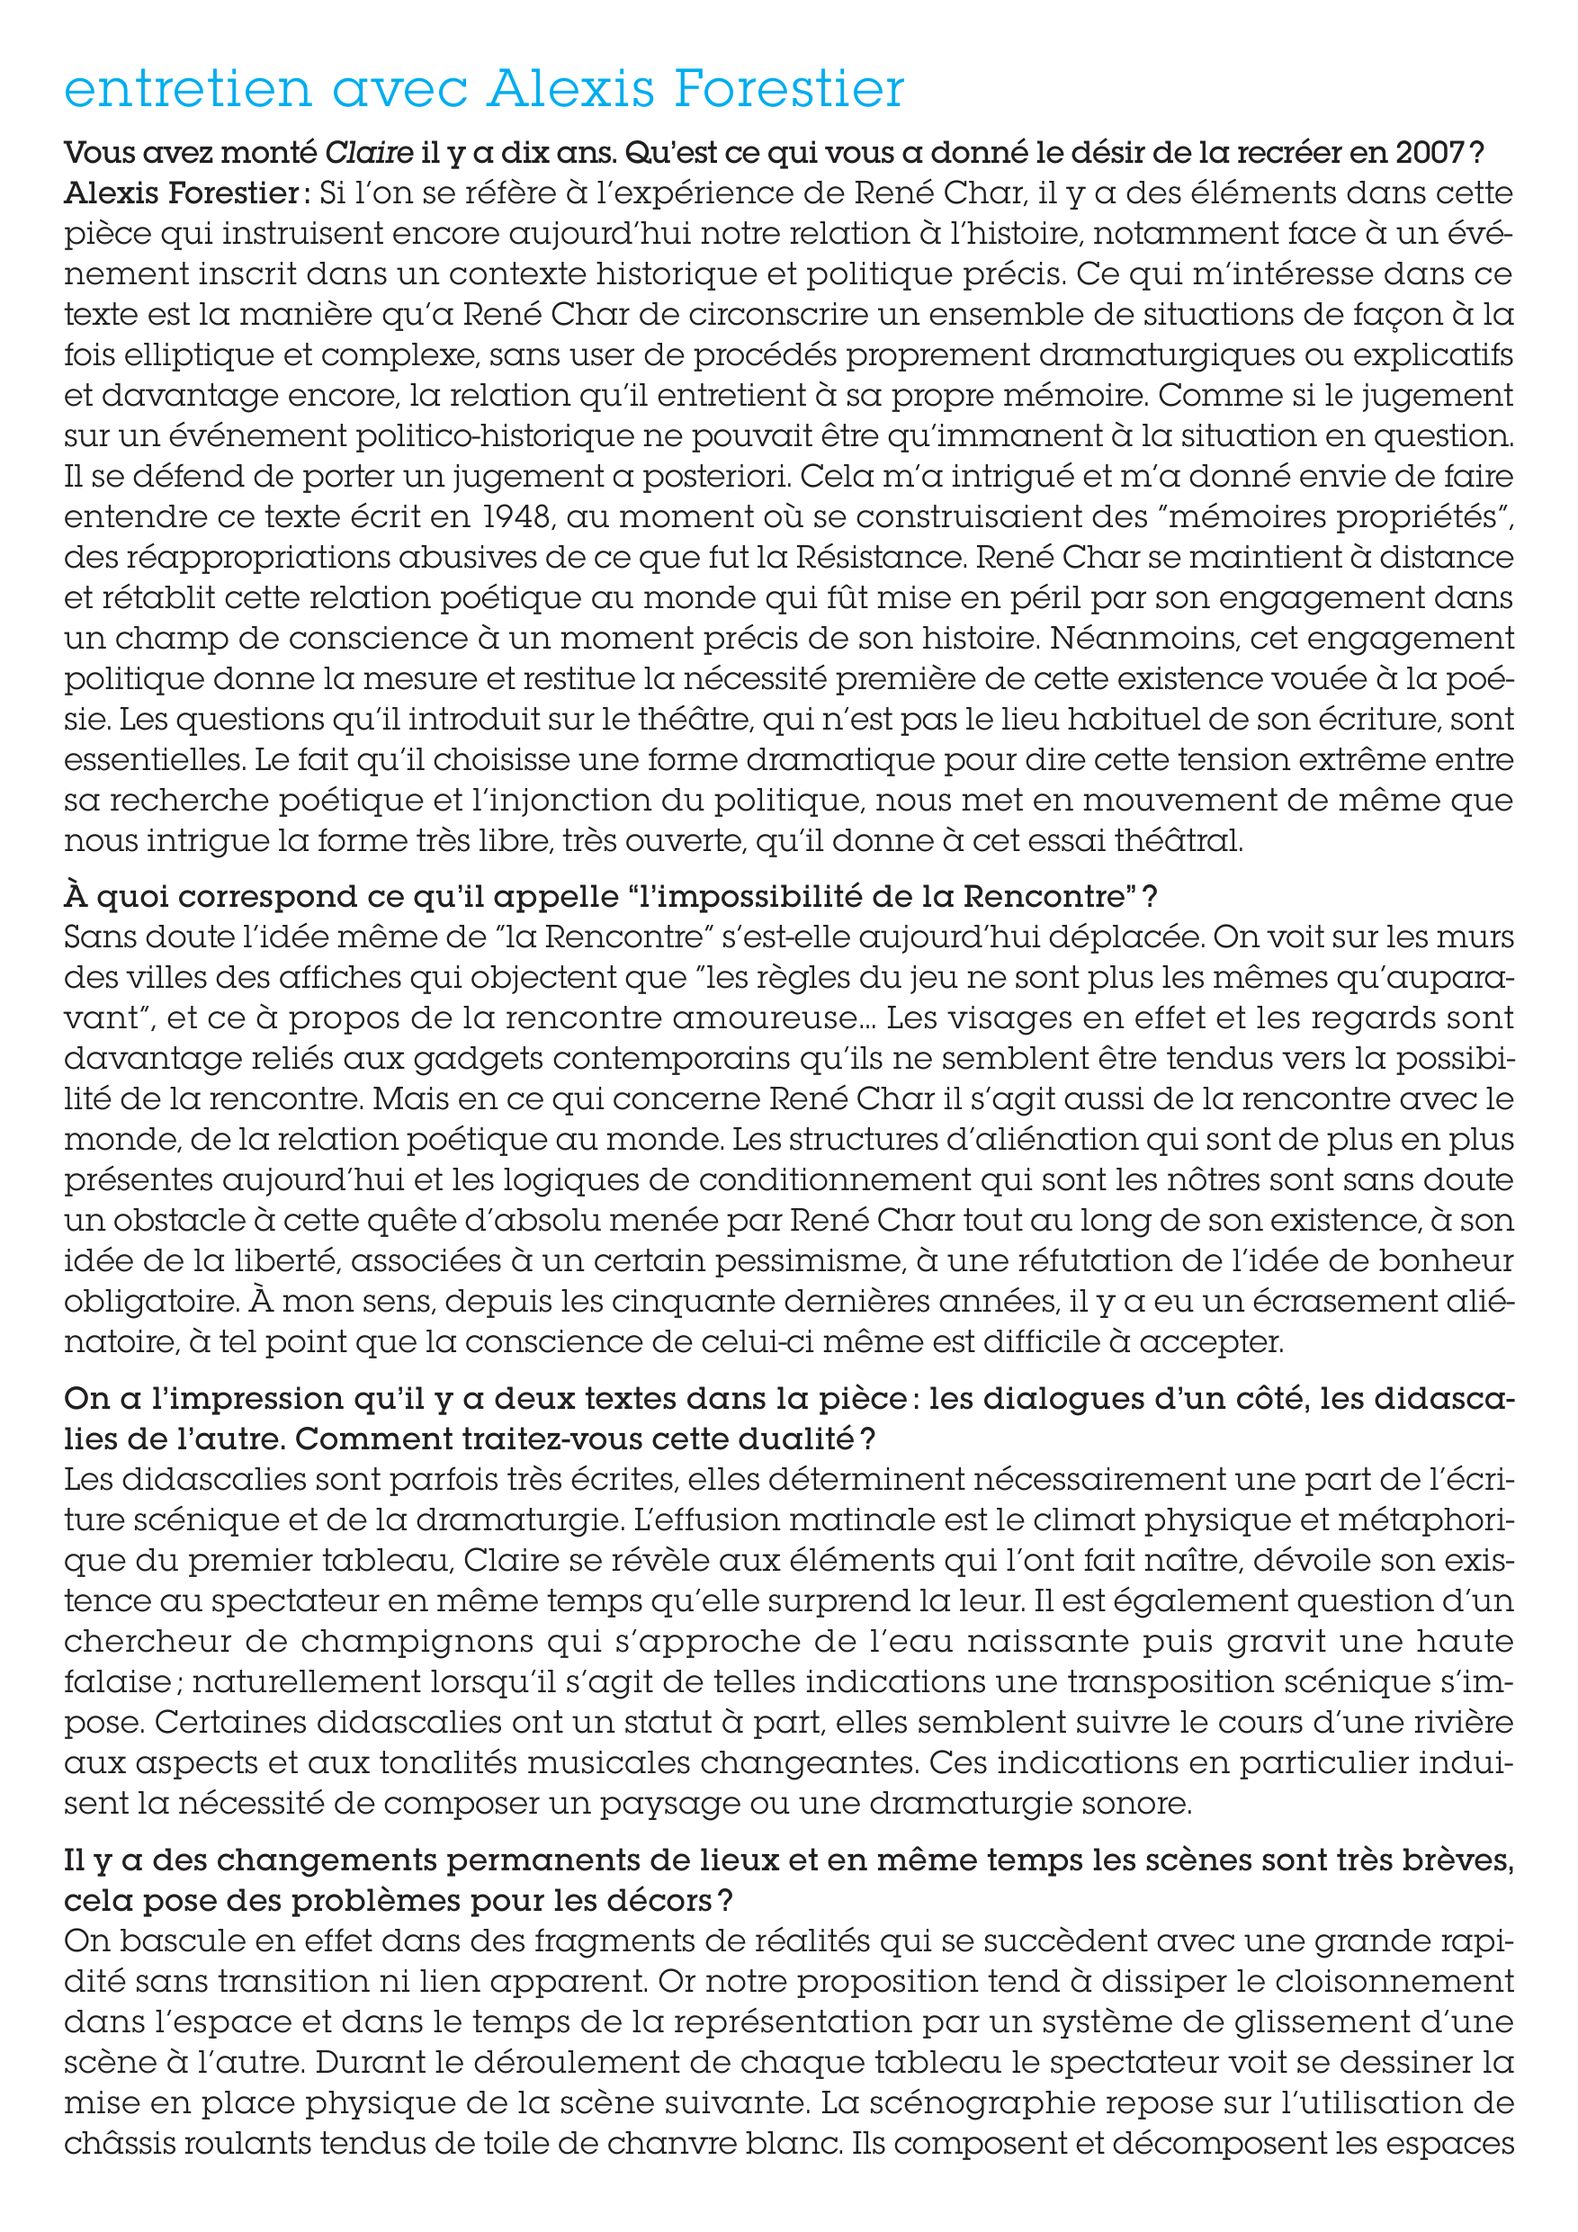 entretien avec Alexis Forestier
Vous avez monté Claire il y a dix ans. Qu'est ce qui vous a donné le désir de la recréer en 2007 ?
Alexis Forestier : Si l'on se réfère à l'expérience de René Char, il y a des éléments dans cette
pièce qui instruisent encore aujourd'hui notre relation à l'histoire, notamment face à un évé-
nement inscrit dans un contexte historique et politique précis. Ce qui m'intéresse dans ce
texte est la manière qu'a René Char de circonscrire un ensemble de situations de façon à la
fois elliptique et complexe, sans user de procédés proprement dramaturgiques ou explicatifs
et davantage encore, la relation qu'il entretient à sa propre mémoire. Comme si le jugement
sur un événement politico-historique ne pouvait être qu'immanent à la situation en question.
Il se défend de porter un jugement a posteriori. Cela m'a intrigué et m'a donné envie de faire
entendre ce texte écrit en 1948, au moment où se construisaient des "mémoires propriétés",
des réappropriations abusives de ce que fut la Résistance. René Char se maintient à distance
et rétablit cette relation poétique au monde qui fût mise en péril par son engagement dans
un champ de conscience à un moment précis de son histoire. Néanmoins, cet engagement
politique donne la mesure et restitue la nécessité première de cette existence vouée à la poé-
sie. Les questions qu'il introduit sur le théâtre, qui n'est pas le lieu habituel de son écriture, sont
essentielles. Le fait qu'il choisisse une forme dramatique pour dire cette tension extrême entre
sa recherche poétique et l'injonction du politique, nous met en mouvement de même que
nous intrigue la forme très libre, très ouverte, qu'il donne à cet essai théâtral.
À quoi correspond ce qu'il appelle “l'impossibilité de la Rencontre” ?
Sans doute l'idée même de "la Rencontre" s'est-elle aujourd'hui déplacée. On voit sur les murs
des villes des affiches qui objectent que "les règles du jeu ne sont plus les mêmes qu'aupara-
vant", et ce à propos de la rencontre amoureuse... Les visages en effet et les regards sont
davantage reliés aux gadgets contemporains qu'ils ne semblent être tendus vers la possibi-
lité de la rencontre. Mais en ce qui concerne René Char il s'agit aussi de la rencontre avec le
monde, de la relation poétique au monde. Les structures d'aliénation qui sont de plus en plus
présentes aujourd'hui et les logiques de conditionnement qui sont les nôtres sont sans doute
un obstacle à cette quête d'absolu menée par René Char tout au long de son existence, à son
idée de la liberté, associées à un certain pessimisme, à une réfutation de l'idée de bonheur
obligatoire. À mon sens, depuis les cinquante dernières années, il y a eu un écrasement alié-
natoire, à tel point que la conscience de celui-ci même est difficile à accepter.
On a l'impression qu'il y a deux textes dans la pièce : les dialogues d'un côté, les didasca-
lies de l'autre. Comment traitez-vous cette dualité ?
Les didascalies sont parfois très écrites, elles déterminent nécessairement une part de l'écri-
ture scénique et de la dramaturgie. L'effusion matinale est le climat physique et métaphori-
que du premier tableau, Claire se révèle aux éléments qui l'ont fait naître, dévoile son exis-
tence au spectateur en même temps qu'elle surprend la leur. Il est également question d'un
chercheur de champignons qui s'approche de l'eau naissante puis gravit une haute
falaise ; naturellement lorsqu'il s'agit de telles indications une transposition scénique s'im-
pose. Certaines didascalies ont un statut à part, elles semblent suivre le cours d'une rivière
aux aspects et aux tonalités musicales changeantes. Ces indications en particulier indui-
sent la nécessité de composer un paysage ou une dramaturgie sonore.
Il y a des changements permanents de lieux et en même temps les scènes sont très brèves,
cela pose des problèmes pour les décors ?
On bascule en effet dans des fragments de réalités qui se succèdent avec une grande rapi-
dité sans transition ni lien apparent. Or notre proposition tend à dissiper le cloisonnement
dans l'espace et dans le temps de la représentation par un système de glissement d'une
scène à l'autre. Durant le déroulement de chaque tableau le spectateur voit se dessiner la
mise en place physique de la scène suivante. La scénographie repose sur l'utilisation de
châssis roulants tendus de toile de chanvre blanc. Ils composent et décomposent les espaces